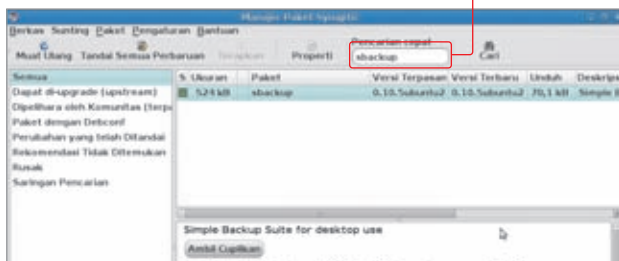 Manajer Paket Synaptic
Berkas Sunting Paket Pengaturan Bantuan
Muat Ulang Tandai Semua Perbaruan Terapkan Properti Pencarian cepat Cari
sbackup
Semua
Dapat di-upgrade (upstream)
Dipelihara oleh Komunitas (terpa
Paket dengan Debconf
Perubahan yang telah Ditandai
Rekomendasi Tidak Ditemukan
Rusak
Saringan Pencarian
S Ukuran Paket Versi Terpasang Versi Terbaru Unduh Deskrips
524 kB sbackup 0.10.5ubuntu2 0.10.5ubuntu2 70,1 kB Simple B
Simple Backup Suite for desktop use
Ambil Cuplikan